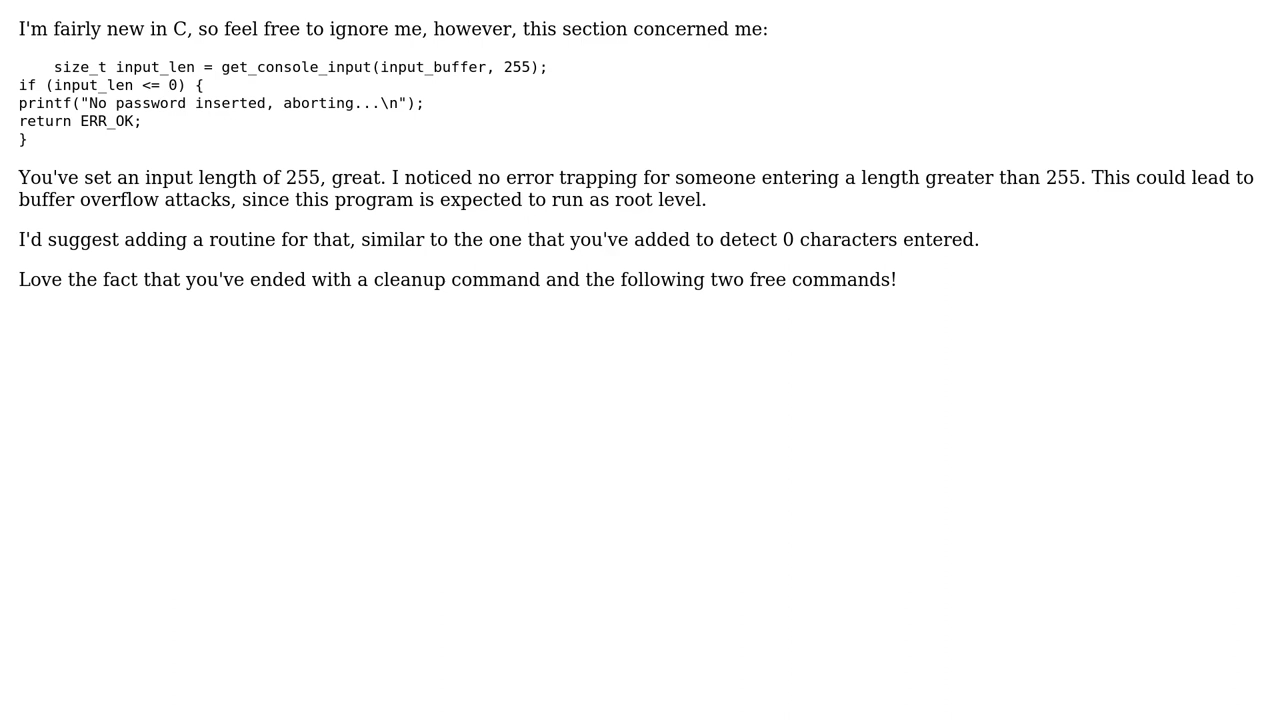 I'm fairly new in C, so feel free to ignore me, however, this section concerned me:
size_t input_len = get_console_input(input_buffer, 255);
if (input_len <= 0) {
printf("No password inserted, aborting...\n");
return ERR_OK;
}
You've set an input length of 255, great. I noticed no error trapping for someone entering a length greater than 255. This could lead to
buffer overflow attacks, since this program is expected to run as root level.
I'd suggest adding a routine for that, similar to the one that you've added to detect 0 characters entered.
Love the fact that you've ended with a cleanup command and the following two free commands!